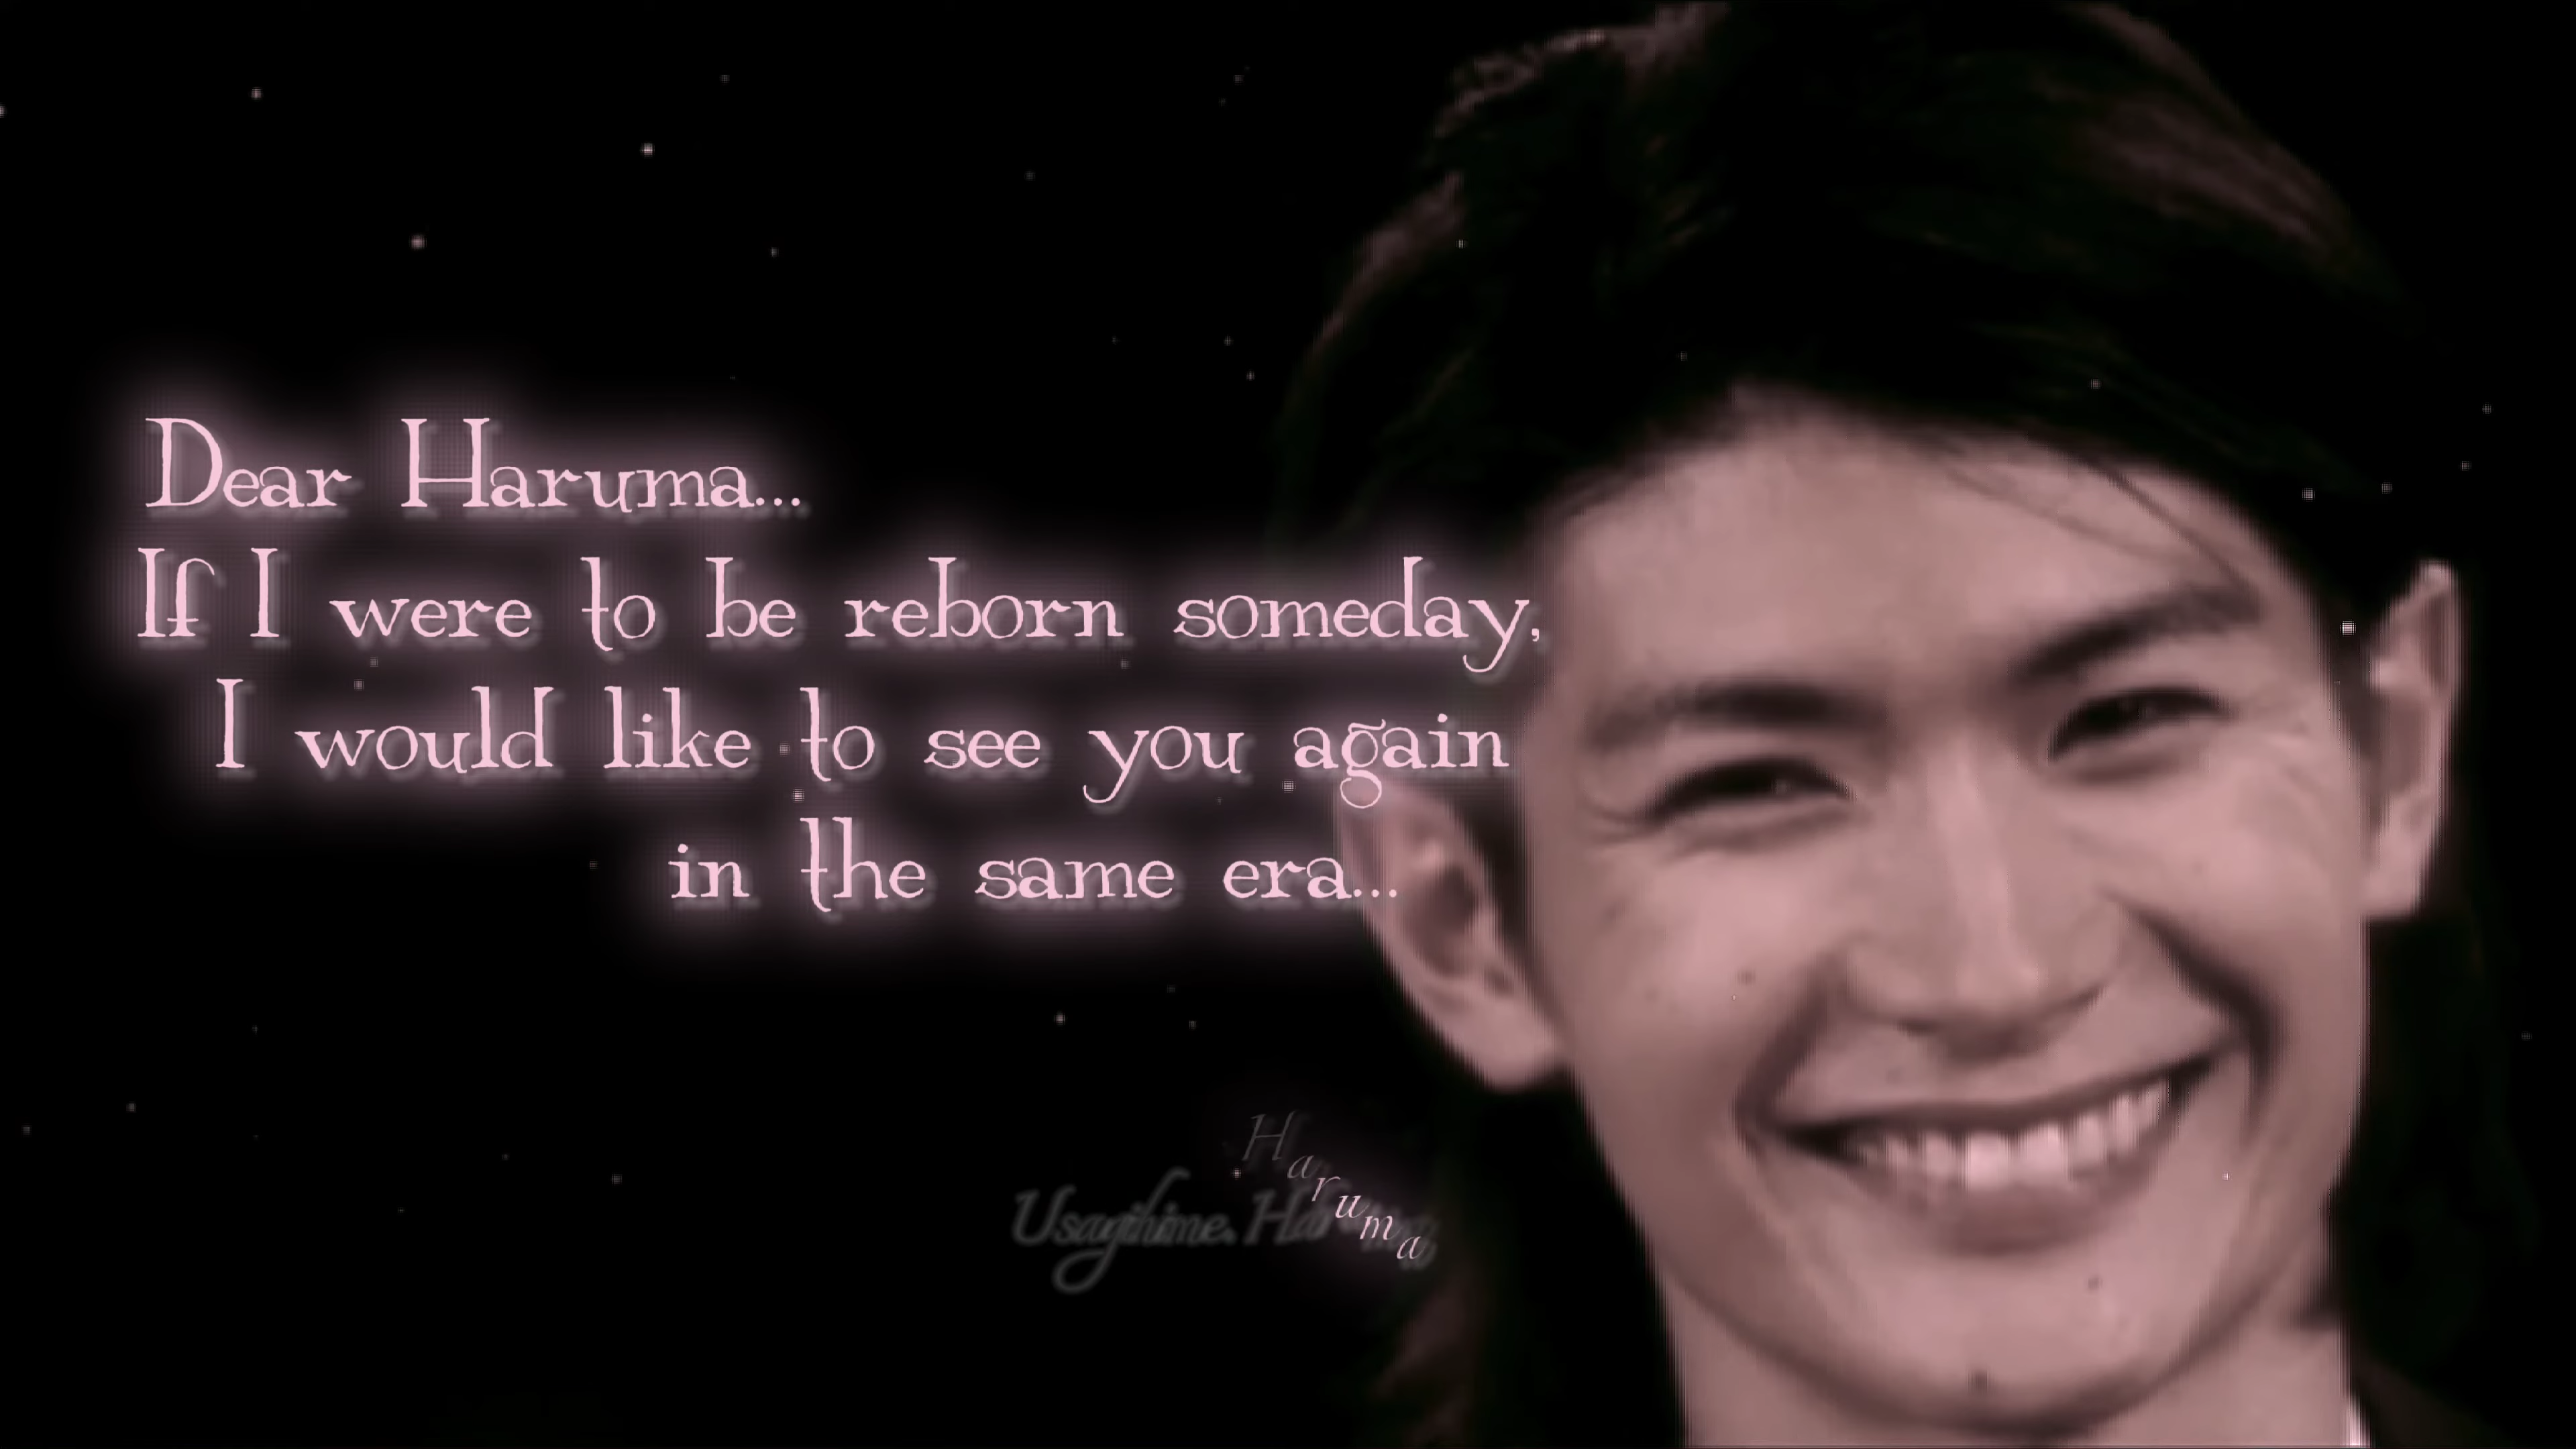 Dear Haruma...
If I were to be reborn someday,
I would like to see you again
in the same era...
Haruma
Usagihime.Haruma